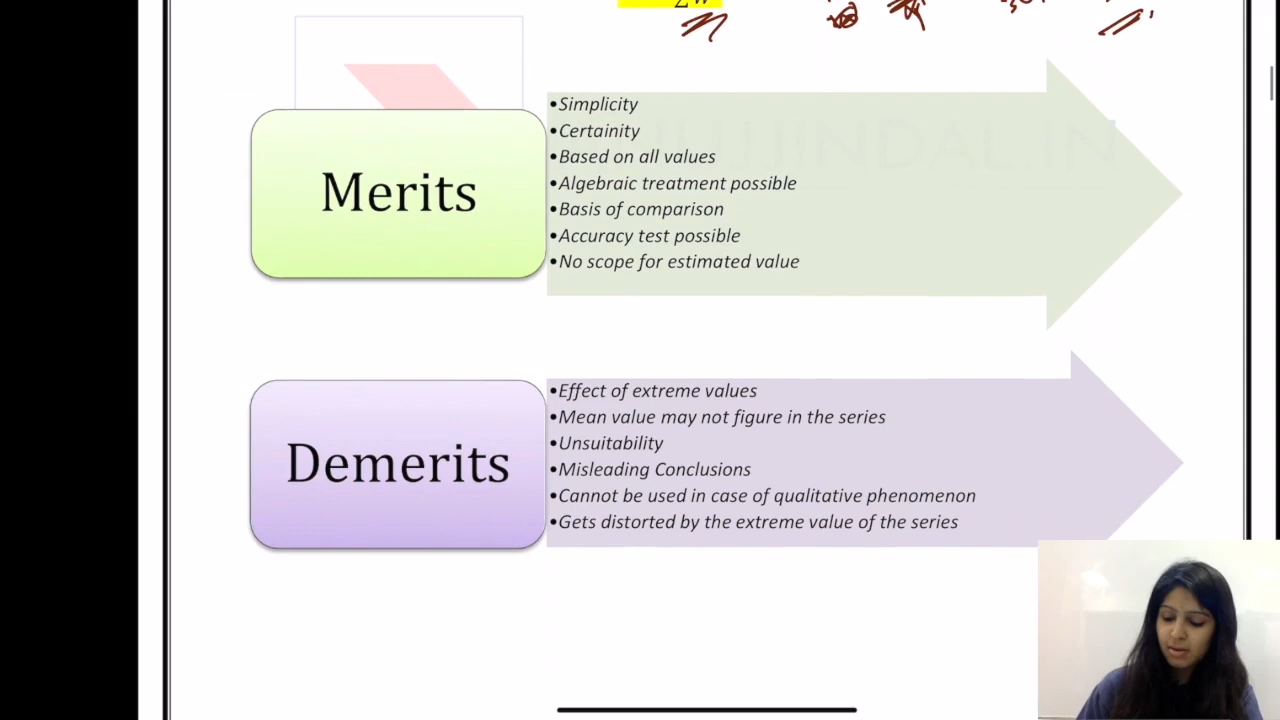 Merits
•Simplicity
•Certainity
•Based on all values
•Algebraic treatment possible
•Basis of comparison
•Accuracy test possible
•No scope for estimated value
Demerits
•Effect of extreme values
•Mean value may not figure in the series
•Unsuitability
•Misleading Conclusions
•Cannot be used in case of qualitative phenomenon
•Gets distorted by the extreme value of the series